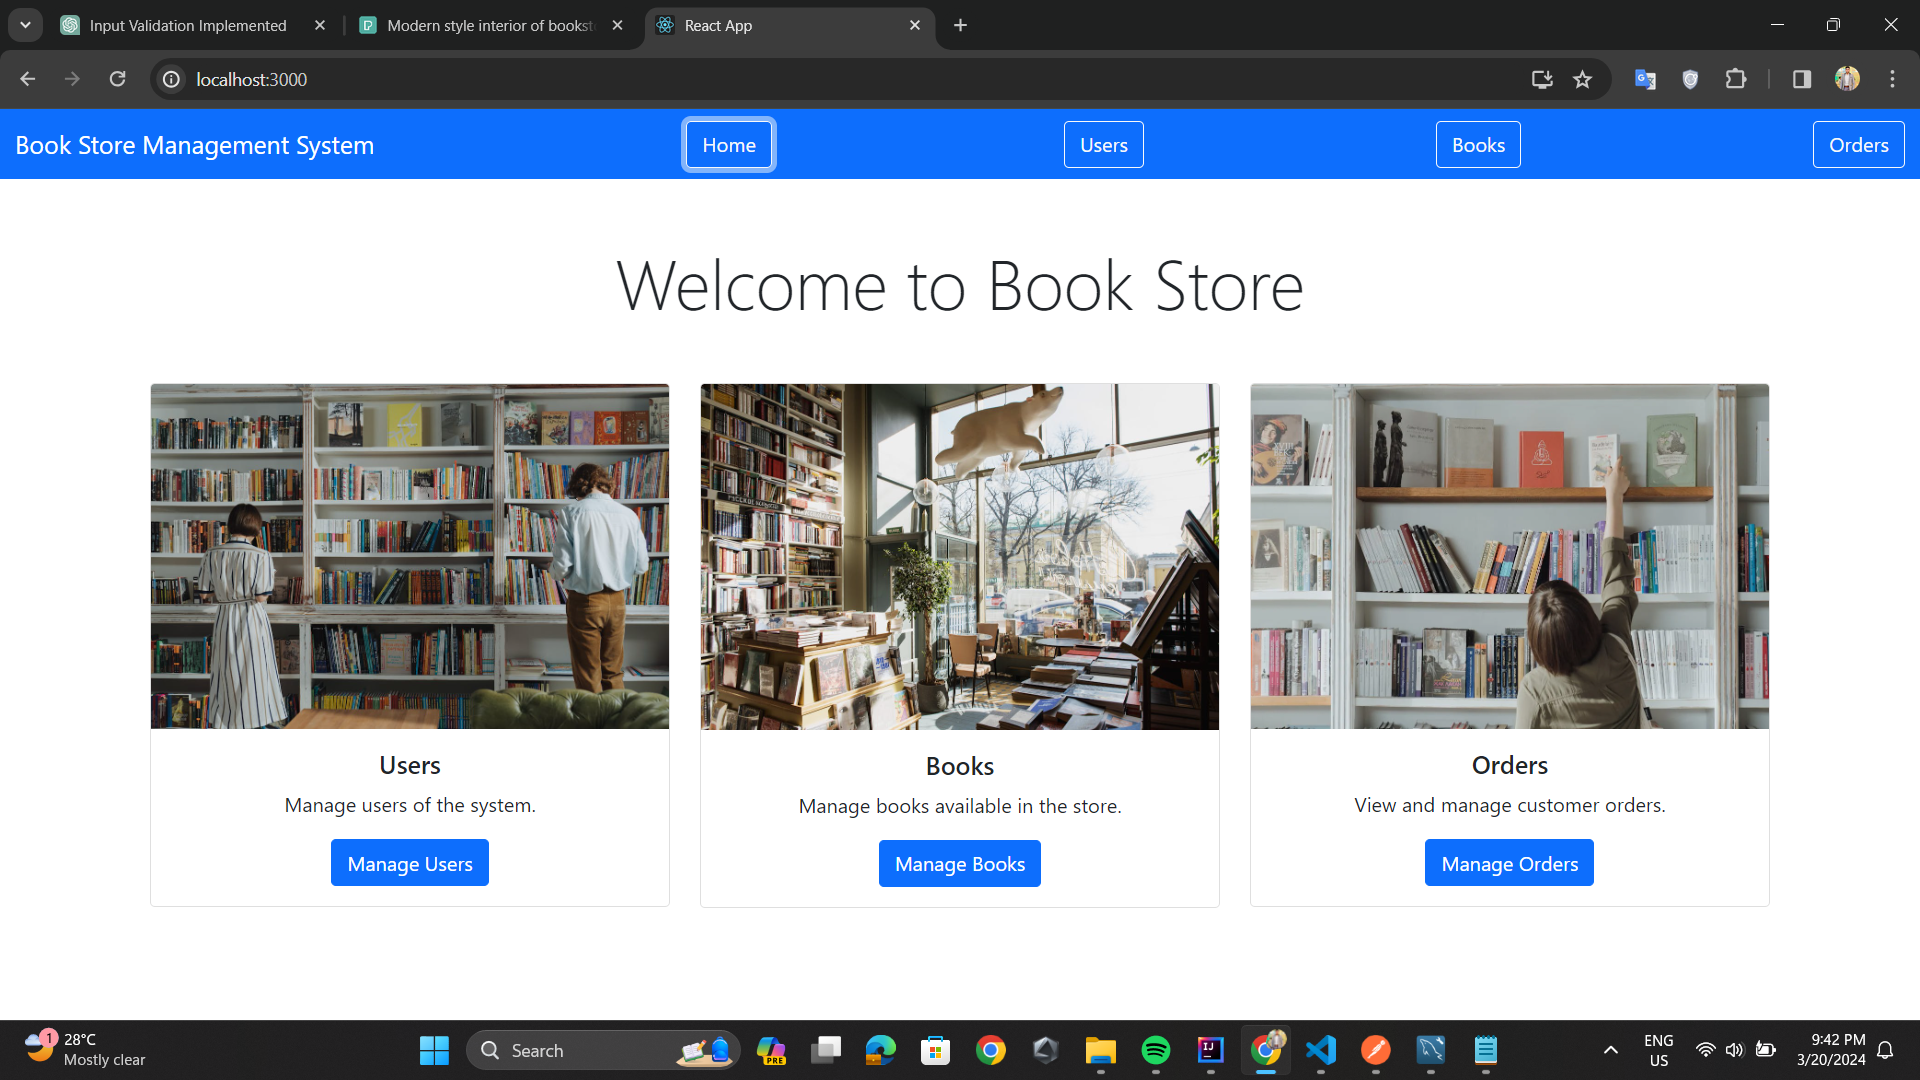 Input Validation Implemented
Modern style interior of bookst
React App
localhost:3000
Book Store Management System
Home
Users
Books
Orders
Welcome to Book Store
Users
Manage users of the system.
Manage Users
Books
Manage books available in the store.
Manage Books
Orders
View and manage customer orders.
Manage Orders
1
28°C
Mostly clear
Search
PRE
IJ
ENG
US
9:42 PM
3/20/2024